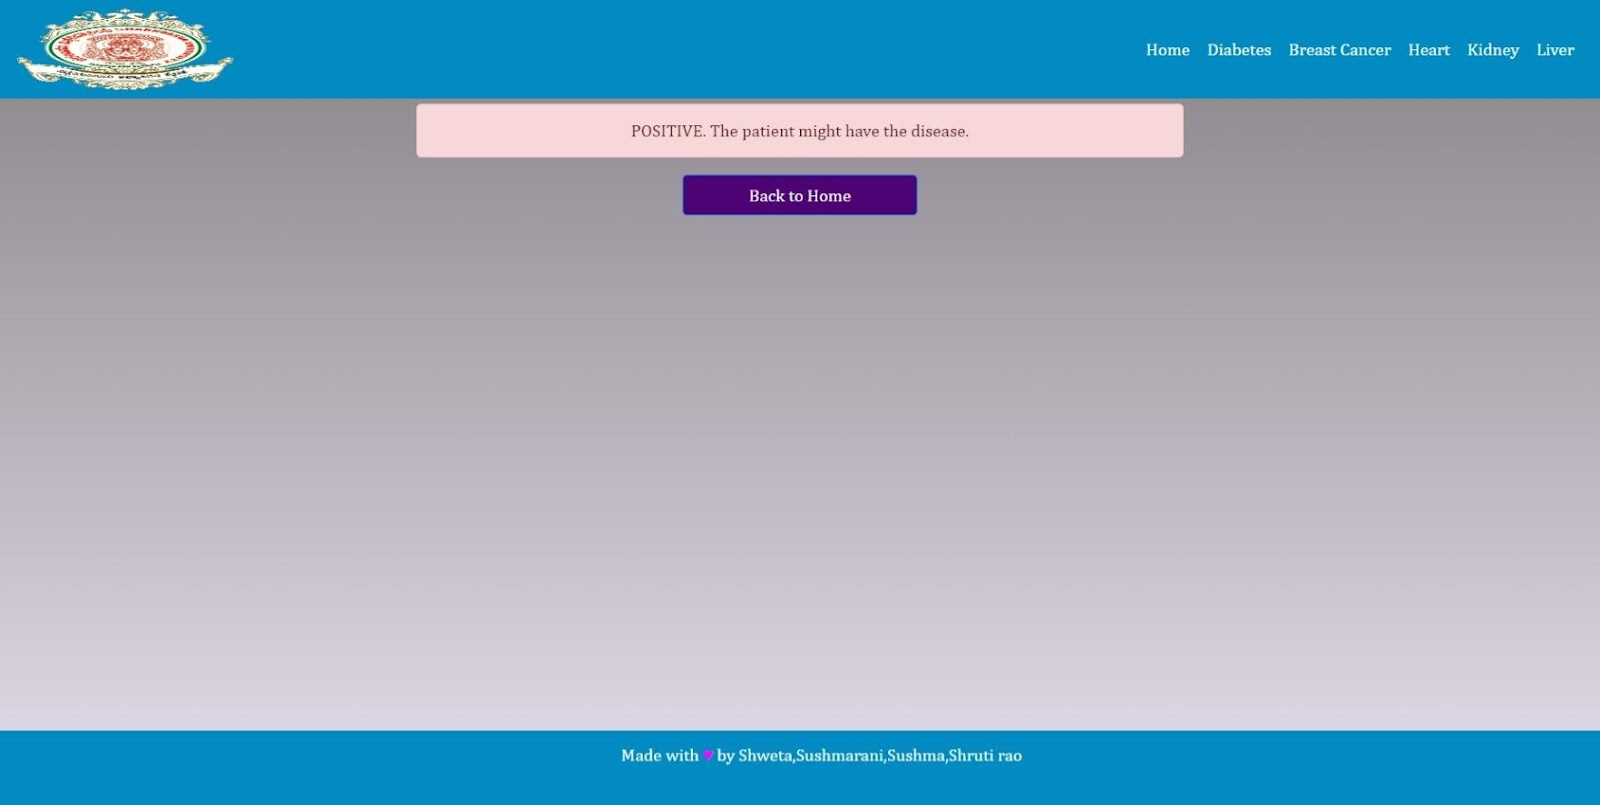 Home Diabetes Breast Cancer Heart Kidney Liver
POSITIVE. The patient might have the disease.
Back to Home
Made with ♥ by Shweta,Sushmarani,Sushma,Shruti rao